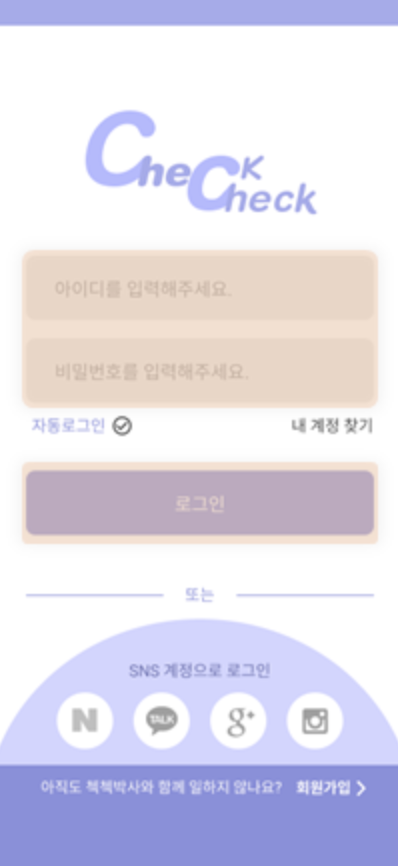 CheCK
Check
아이디를 입력해주세요.
비밀번호를 입력해주세요.
자동로그인 내 계정 찾기
로그인
또는
SNS 계정으로 로그인
N TALK g+
아직도 첵첵박사와 함께 일하지 않나요? 회원가입 >